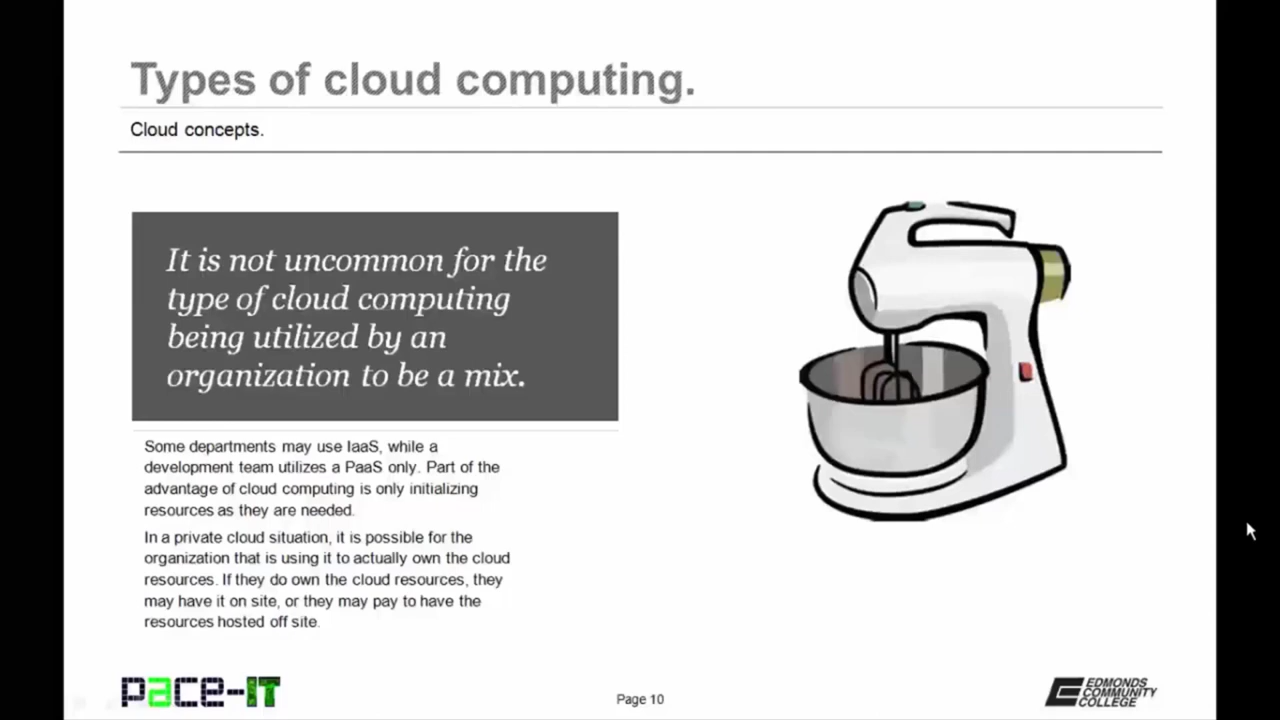 Types of cloud computing.
Cloud concepts.
It is not uncommon for the
type of cloud computing
being utilized by an
organization to be a mix.
Some departments may use IaaS, while a
development team utilizes a PaaS only. Part of the
advantage of cloud computing is only initializing
resources as they are needed.
In a private cloud situation, it is possible for the
organization that is using it to actually own the cloud
resources. If they do own the cloud resources, they
may have it on site, or they may pay to have the
resources hosted off site.
pace-IT
Page 10
EDMONDS
COMMUNITY
COLLEGE